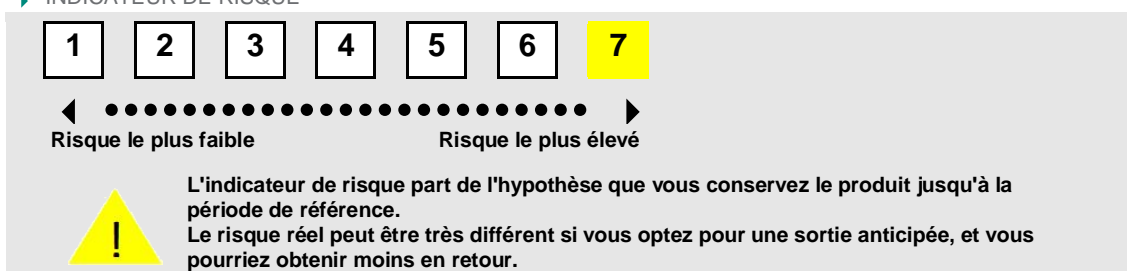 INDICATEUR DE RISQUE
1 2 3 4 5 6 7
Risque le plus faible Risque le plus élevé
L'indicateur de risque part de l'hypothèse que vous conservez le produit jusqu'à la
période de référence.
! Le risque réel peut être très différent si vous optez pour une sortie anticipée, et vous
pourriez obtenir moins en retour.